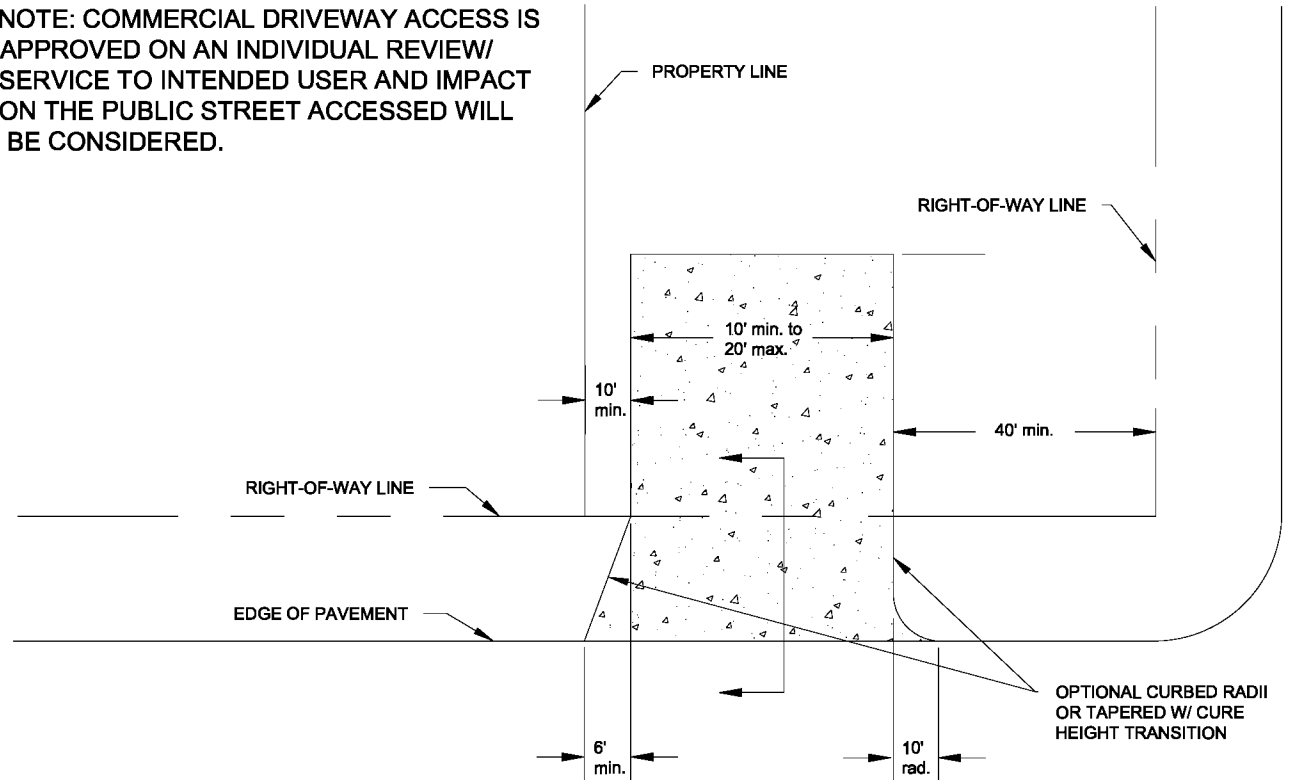 NOTE: COMMERCIAL DRIVEWAY ACCESS IS
APPROVED ON AN INDIVIDUAL REVIEW/
SERVICE TO INTENDED USER AND IMPACT
ON THE PUBLIC STREET ACCESSED WILL
BE CONSIDERED.
PROPERTY LINE
RIGHT-OF-WAY LINE
10' min. to
20' max.
10'
min.
40' min.
RIGHT-OF-WAY LINE
EDGE OF PAVEMENT
OPTIONAL CURBED RADII
OR TAPERED W/ CURE
HEIGHT TRANSITION
6'
min.
10'
rad.